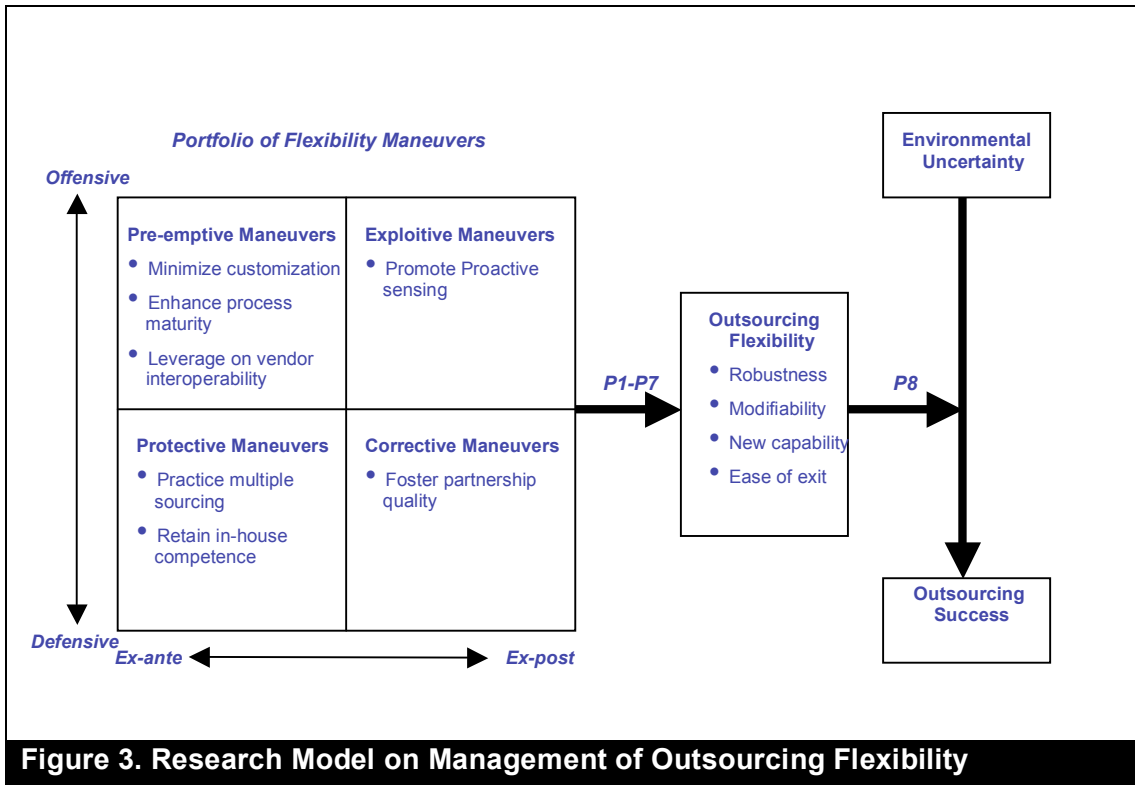 Portfolio of Flexibility Maneuvers
Offensive
Pre-emptive Maneuvers
• Minimize customization
• Enhance process
maturity
• Leverage on vendor
interoperability
Exploitive Maneuvers
• Promote Proactive
sensing
Protective Maneuvers
• Practice multiple
sourcing
• Retain in-house
competence
Corrective Maneuvers
• Foster partnership
quality
Defensive
Ex-ante
Ex-post
P1-P7
Outsourcing
Flexibility
• Robustness
• Modifiability
• New capability
• Ease of exit
P8
Environmental
Uncertainty
Outsourcing
Success
Figure 3. Research Model on Management of Outsourcing Flexibility